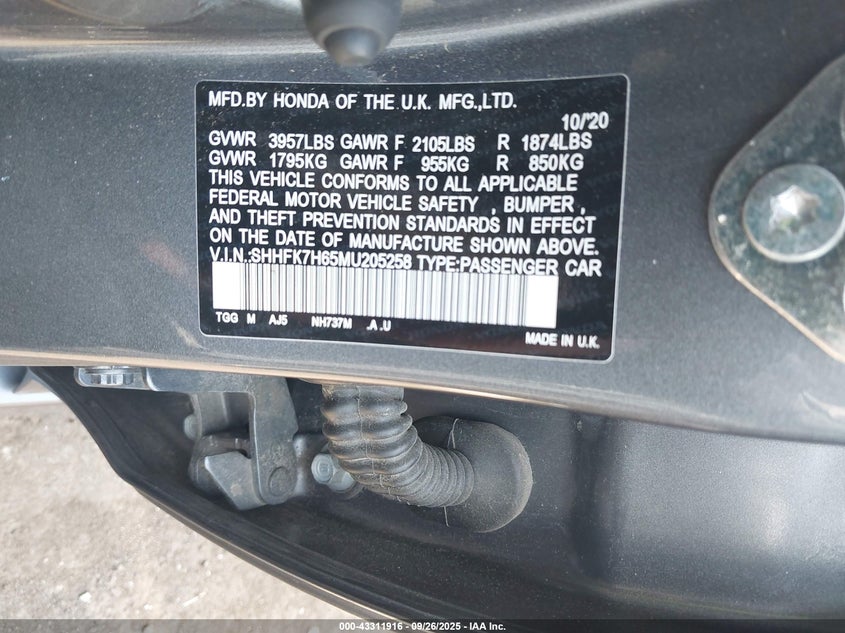 MFD.BY HONDA OF THE U.K. MFG.,LTD.
10/'20
GVWR 3957LBS GAWR F 2105LBS R 1874LBS
GVWR 1795KG GAWR F 955KG R 850KG
THIS VEHICLE CONFORMS TO ALL APPLICABLE
FEDERAL MOTOR VEHICLE SAFETY , BUMPER ,
AND THEFT PREVENTION STANDARDS IN EFFECT
ON THE DATE OF MANUFACTURE SHOWN ABOVE.
V.I.N.:SHHFK7H65MU205258 TYPE:PASSENGER CAR
TGG M AJ5 NH737M .A .U
MADE IN U.K.
000-43311916 - 09/26/2025 - IAA Inc.